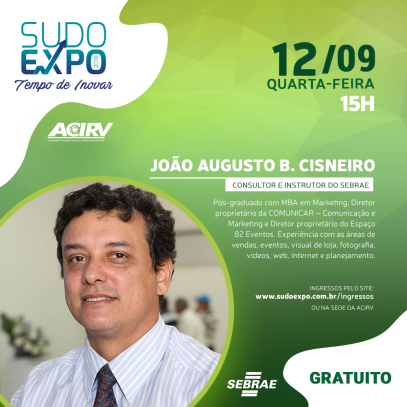 SUDO
EXPO
2018
Tempo de Inovar
12/09
QUARTA-FEIRA
15H
ACIRV
JOÃO AUGUSTO B. CISNEIRO
CONSULTOR E INSTRUTOR DO SEBRAE
Pós-graduado com MBA em Marketing, Diretor
proprietário da COMUNICAR – Comunicação e
Marketing e Diretor proprietário do Espaço
82 Eventos. Experiência com as áreas de
vendas, eventos, visual de loja, fotografia,
vídeos, web, internet e planejamento.
INGRESSOS PELO SITE:
www.sudoexpo.com.br/ingressos
OU NA SEDE DA ACIRV
SEBRAE
GRATUITO